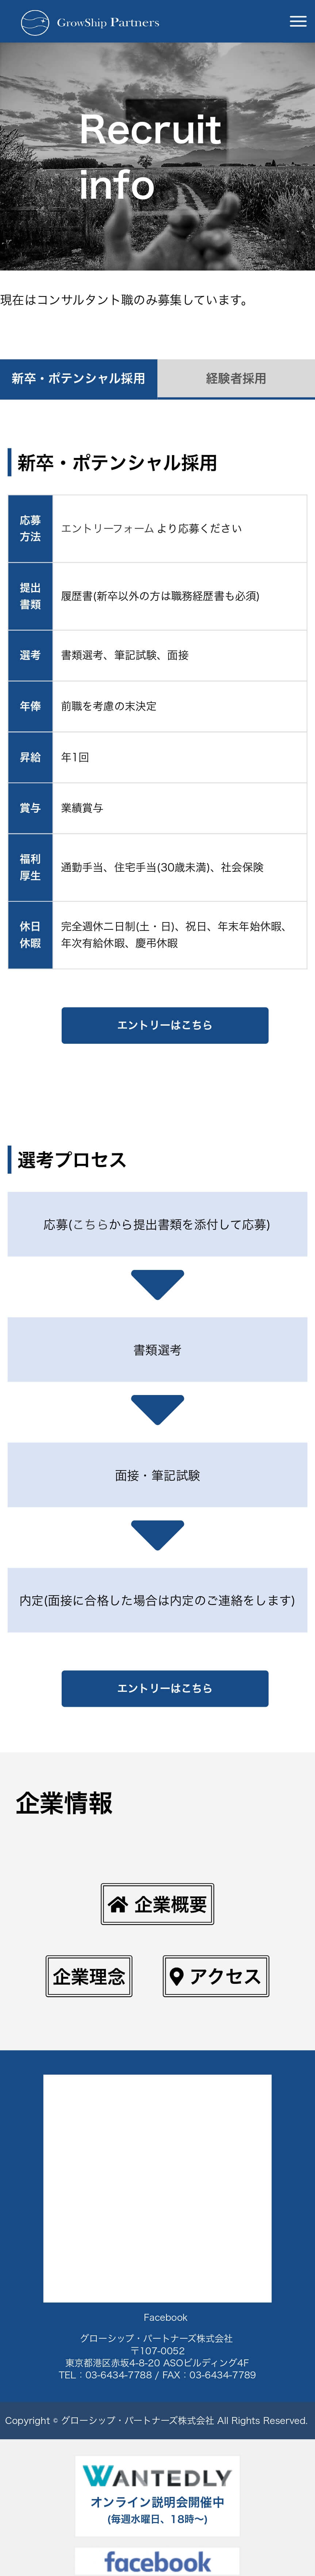 GrowShip Partners
Recruit
info
現在はコンサルタント職のみ募集しています。
新卒・ポテンシャル採用
経験者採用
新卒・ポテンシャル採用
応募
方法
エントリーフォーム より応募ください
提出
書類
履歴書(新卒以外の方は職務経歴書も必須)
選考
書類選考、筆記試験、面接
年俸
前職を考慮の末決定
昇給
年1回
賞与
業績賞与
福利
厚生
通勤手当、住宅手当(30歳未満)、社会保険
休日
休暇
完全週休二日制(土・日)、祝日、年末年始休暇、
年次有給休暇、慶弔休暇
エントリーはこちら
選考プロセス
応募(こちらから提出書類を添付して応募)
書類選考
面接・筆記試験
内定(面接に合格した場合は内定のご連絡をします)
エントリーはこちら
企業情報
企業概要
企業理念
アクセス
Facebook
グローシップ・パートナーズ株式会社
〒107-0052
東京都港区赤坂4-8-20 ASOビルディング4F
TEL：03-6434-7788 / FAX：03-6434-7789
Copyright © グローシップ・パートナーズ株式会社 All Rights Reserved.
WANTEDLY
オンライン説明会開催中
(毎週水曜日、18時〜)
facebook